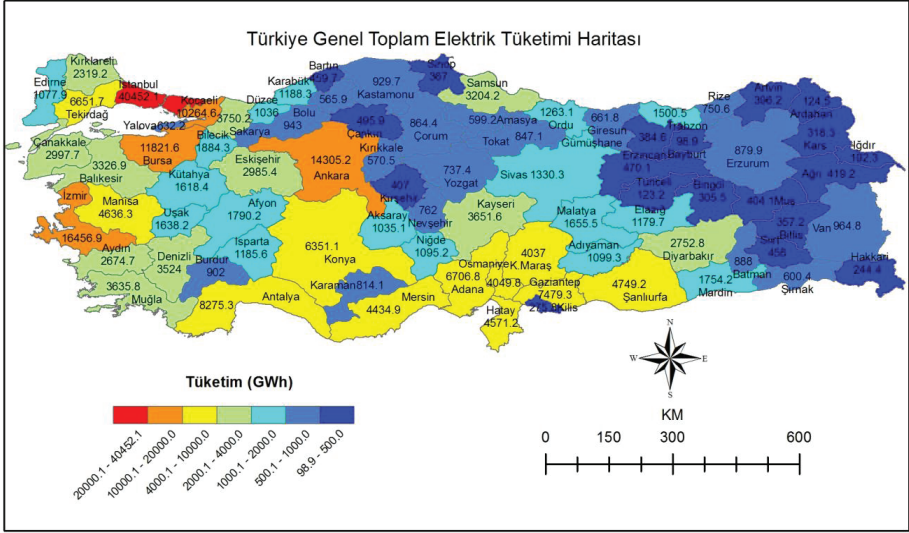 Türkiye Genel Toplam Elektrik Tüketimi Haritası
Kırklareli
2319.2
Edirne
1077.9
İstanbul
40452.1
6651.7
Tekirdağ
Kocaeli
10264.6
Yalova 632.2
3750.2
Sakarya
Düzce
1036
Bolu
943
Karabük
1188.3
Bartın
459.7
565.9
929.7
Kastamonu
Sinop
367
Samsun
3204.2
Çanakkale
2997.7
3326.9
Balıkesir
11821.6
Bursa
Bilecik
1884.3
Eskişehir
2985.4
14305.2
Ankara
495.9
Çankırı
Kırıkkale
570.5
864.4
Çorum
599.2 Amasya
Tokat
847.1
1263.1
Ordu
661.8
Giresun
Gümüşhane
384.6
1500.5
Trabzon
98.9
Bayburt
Rize
750.6
Artvin
306.2
124.5
Ardahan
318.3
Kars
Iğdır
192.3
Ağrı 419.2
879.9
Erzurum
Erzincan
470.1
Tunceli
123.2
Bingöl
305.5
404.1 Muş
357.2
Bitlis
Van 964.8
Hakkari
244.4
Siirt
458
888
Batman
600.4
Şırnak
1754.2
Mardin
2752.8
Diyarbakır
Elazığ
1179.7
Malatya
1655.5
Adıyaman
1099.3
Sivas 1330.3
737.4
Yozgat
407
Kırşehir
762
Nevşehir
Kayseri
3651.6
Aksaray
1035.1
Niğde
1095.2
Kütahya
1618.4
Afyon
1790.2
Uşak
1638.2
Manisa
4636.3
İzmir
16456.9
Aydın
2674.7
Denizli
3524
3635.8
Muğla
Burdur
902
Isparta
1185.6
8275.3
Antalya
6351.1
Konya
Karaman 814.1
Mersin
4434.9
6706.8
Adana
Osmaniye
4049.8
4037
K.Maraş
Gaziantep
7479.3
Kilis
Hatay
4571.2
4749.2
Şanlıurfa
N
W
E
S
Tüketim (GWh)
20000.1 - 40452.1
10000.1 - 20000.0
4000.1 - 10000.0
2000.1 - 4000.0
1000.1 - 2000.0
500.1 - 1000.0
98.9 - 500.0
KM
0 150 300 600